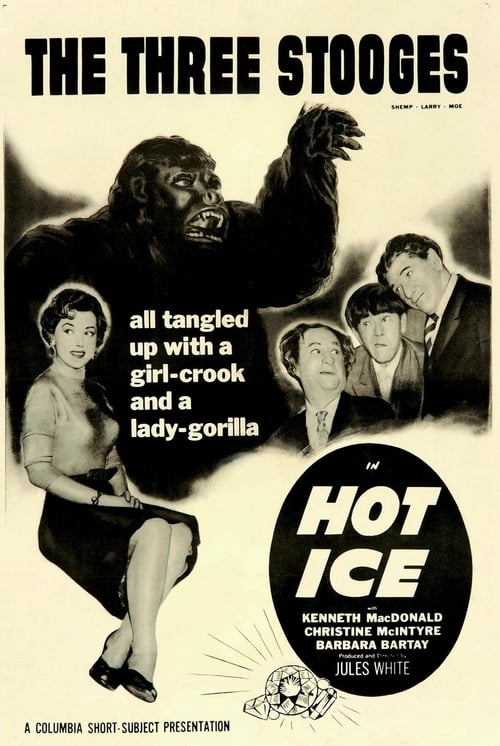 THE THREE STOOGES
SHEMP - LARRY - MOE
all tangled
up with a
girl-crook
and a
lady-gorilla
IN
HOT
ICE
with
KENNETH MacDONALD
CHRISTINE McINTYRE
BARBARA BARTAY
Produced and Directed by
JULES WHITE
A COLUMBIA SHORT-SUBJECT PRESENTATION